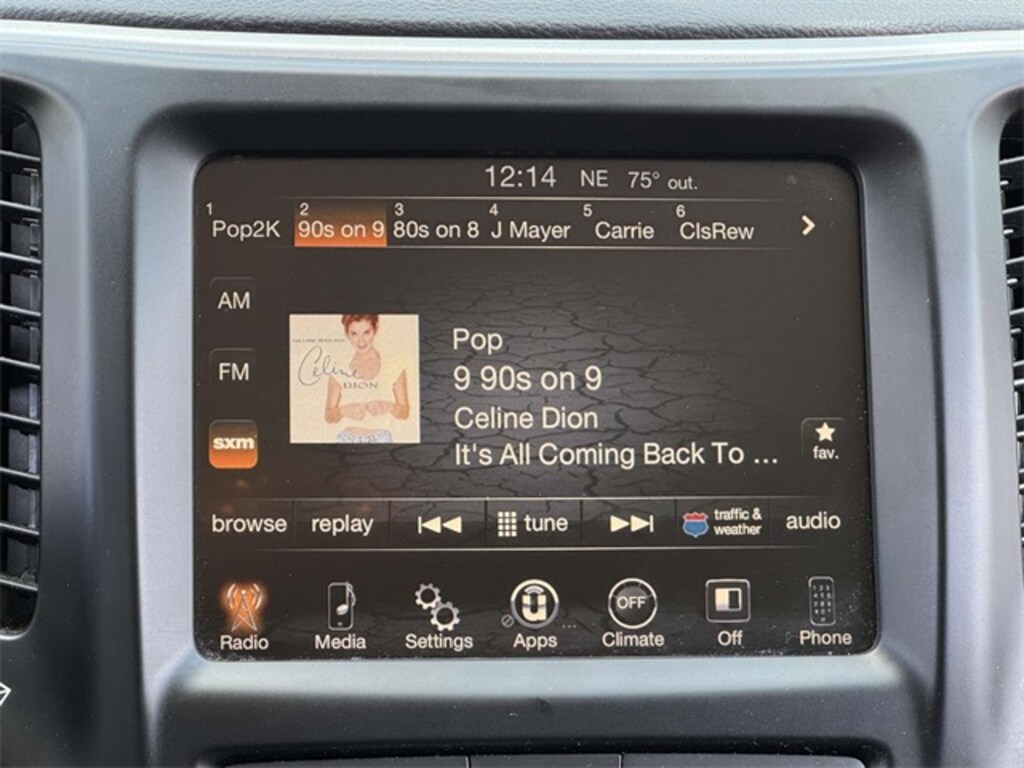 12:14 NE 75° out.
1 2 3 4 5 6
Pop2K 90s on 9 80s on 8 J Mayer Carrie ClsRew
AM
FM
sxm
Celine
DION
Pop
9 90s on 9
Celine Dion
It's All Coming Back To ...
fav.
browse replay tune traffic & weather audio
OFF
Radio Media Settings Apps Climate Off Phone